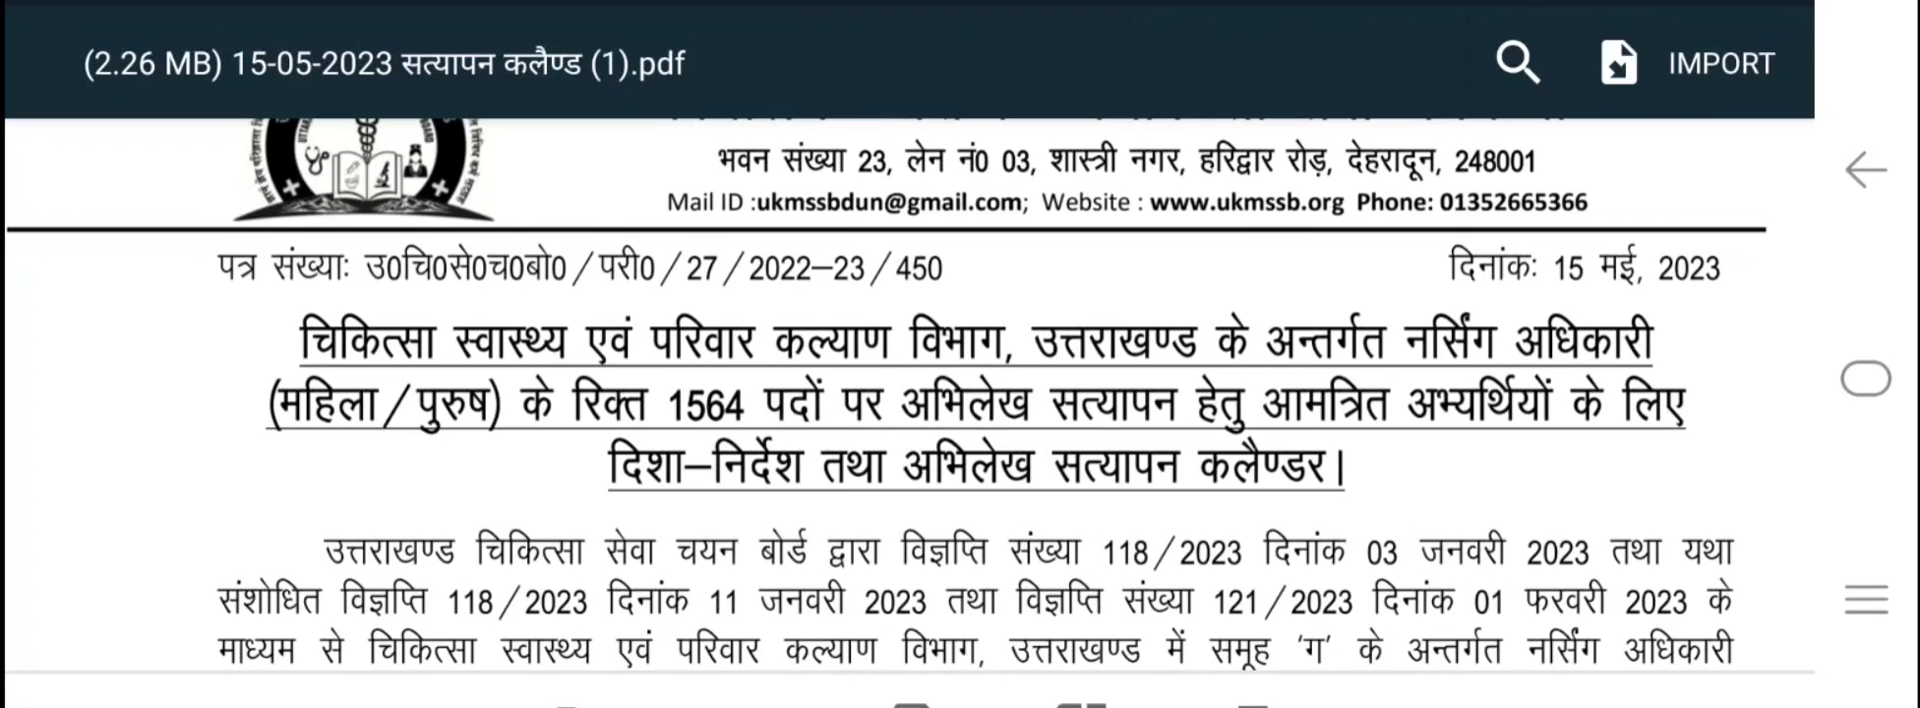 (2.26 MB) 15-05-2023 सत्यापन कलैण्ड (1).pdf
IMPORT
भवन संख्या 23, लेन नं0 03, शास्त्री नगर, हरिद्वार रोड़, देहरादून, 248001
Mail ID :ukmssbdun@gmail.com; Website : www.ukmssb.org Phone: 01352665366
पत्र संख्याः उ0चि0से0च0बो0/परी0/27/2022–23/450
दिनांकः 15 मई, 2023
चिकित्सा स्वास्थ्य एवं परिवार कल्याण विभाग, उत्तराखण्ड के अन्तर्गत नर्सिंग अधिकारी
(महिला/पुरुष) के रिक्त 1564 पदों पर अभिलेख सत्यापन हेतु आमत्रित अभ्यर्थियों के लिए
दिशा–निर्देश तथा अभिलेख सत्यापन कलैण्डर।
उत्तराखण्ड चिकित्सा सेवा चयन बोर्ड द्वारा विज्ञप्ति संख्या 118/2023 दिनांक 03 जनवरी 2023 तथा यथा
संशोधित विज्ञप्ति 118/2023 दिनांक 11 जनवरी 2023 तथा विज्ञप्ति संख्या 121/2023 दिनांक 01 फरवरी 2023 के
माध्यम से चिकित्सा स्वास्थ्य एवं परिवार कल्याण विभाग, उत्तराखण्ड में समूह ‘ग’ के अन्तर्गत नर्सिंग अधिकारी